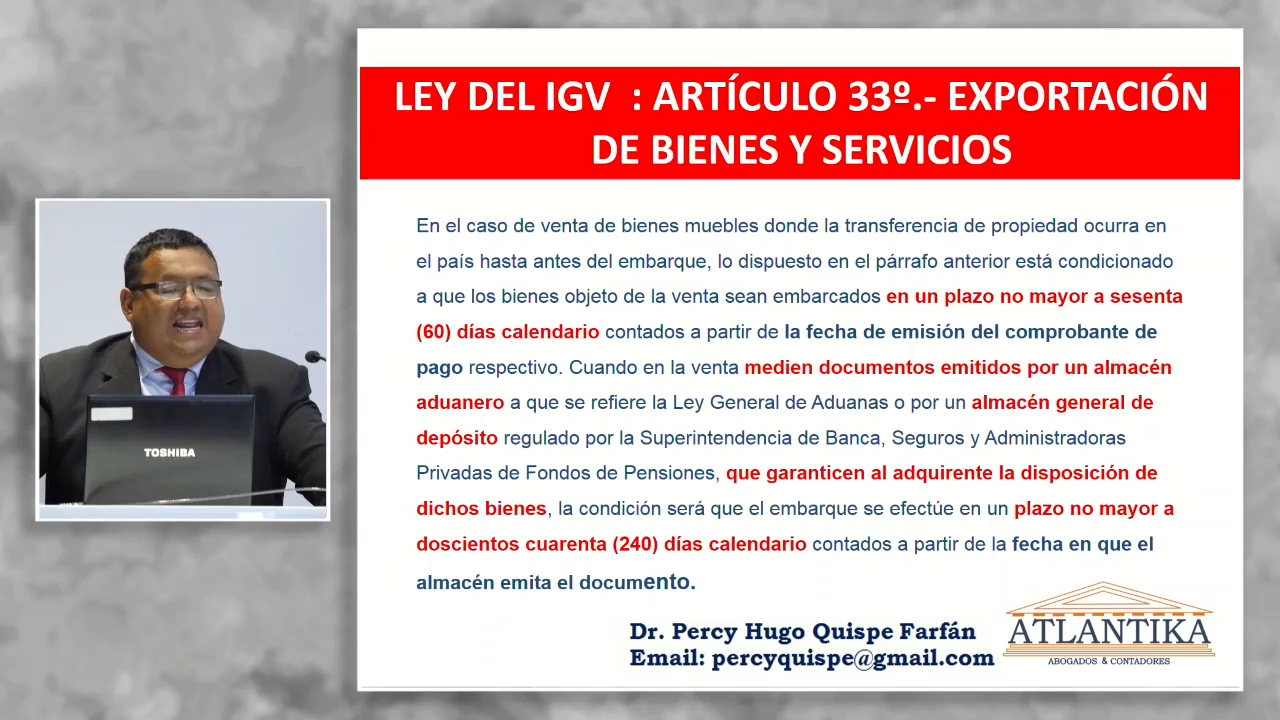 LEY DEL IGV : ARTÍCULO 33º.- EXPORTACIÓN
DE BIENES Y SERVICIOS
En el caso de venta de bienes muebles donde la transferencia de propiedad ocurra en
el país hasta antes del embarque, lo dispuesto en el párrafo anterior está condicionado
a que los bienes objeto de la venta sean embarcados en un plazo no mayor a sesenta
(60) días calendario contados a partir de la fecha de emisión del comprobante de
pago respectivo. Cuando en la venta medien documentos emitidos por un almacén
aduanero a que se refiere la Ley General de Aduanas o por un almacén general de
depósito regulado por la Superintendencia de Banca, Seguros y Administradoras
Privadas de Fondos de Pensiones, que garanticen al adquirente la disposición de
dichos bienes, la condición será que el embarque se efectúe en un plazo no mayor a
doscientos cuarenta (240) días calendario contados a partir de la fecha en que el
almacén emita el documento.
Dr. Percy Hugo Quispe Farfán
Email: percyquispe@gmail.com
ATLANTIKA
ABOGADOS & CONTADORES
TOSHIBA